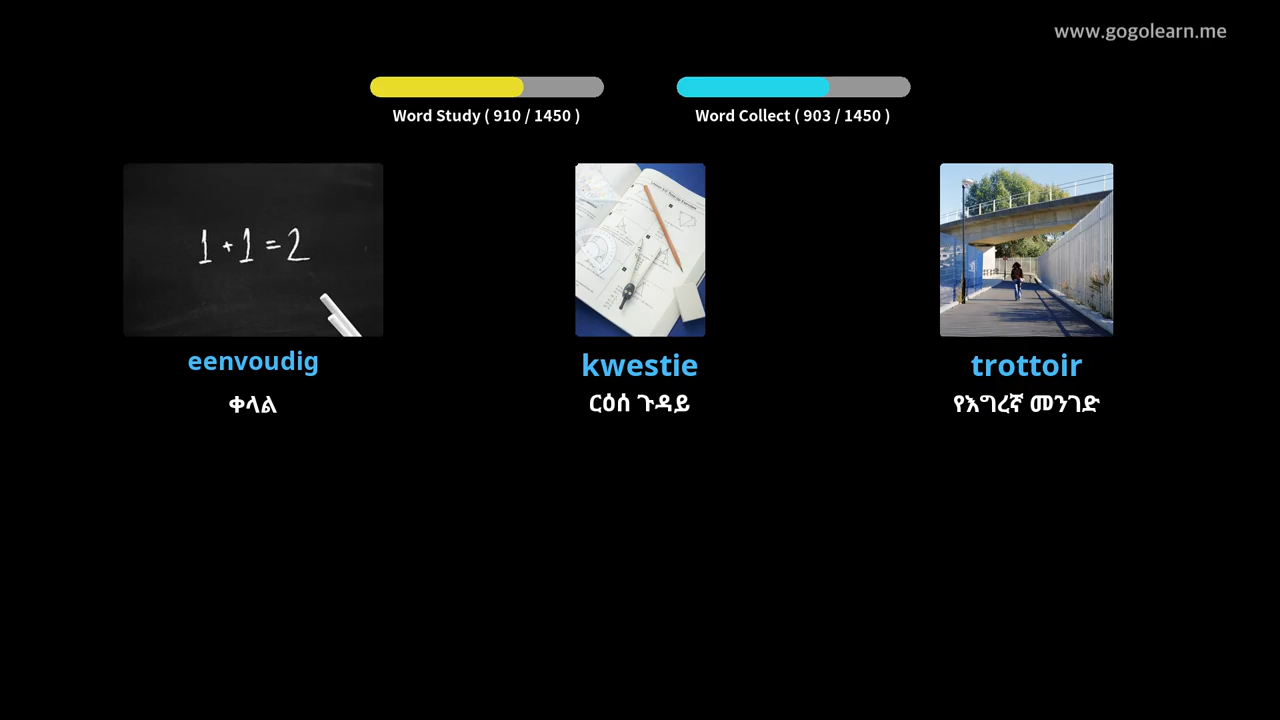 www.gogolearn.me
Word Study ( 910 / 1450 )
Word Collect ( 903 / 1450 )
1 + 1 = 2
eenvoudig
kwestie
trottoir
ቀላል
ርዕሰ ጉዳይ
የእግረኛ መንገድ